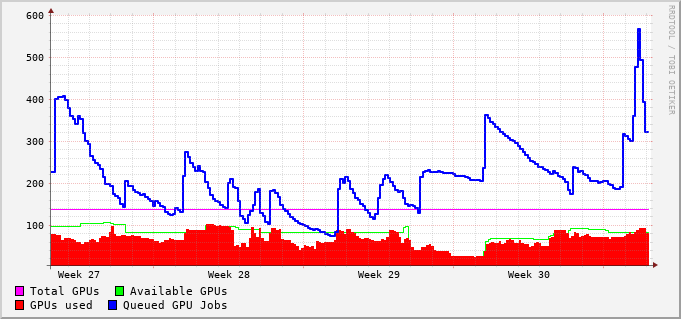 600
500
400
300
200
100
Week 27 Week 28 Week 29 Week 30
Total GPUs Available GPUs
GPUs used Queued GPU Jobs
RRDTOOL / TOBI OETIKER